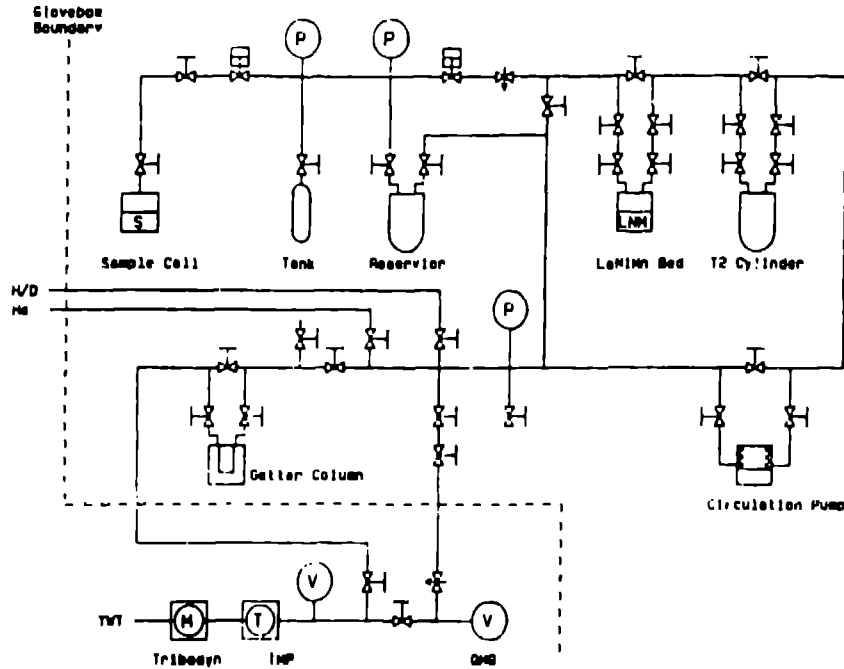 Glovebox
Boundary
P
P
S
LNM
Sample Cell
Tank
Reservior
LaNiMn Bed
T2 Cylinder
H/D
He
P
Getter Column
Circulation Pump
V
TWT
M
T
V
Tribodyn
TMP
QMG